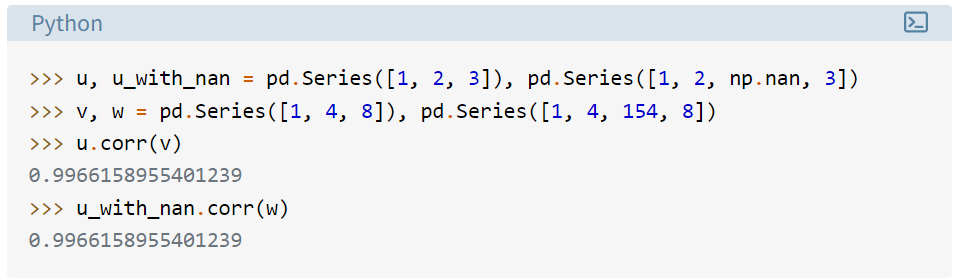 Python
>>> u, u_with_nan = pd.Series([1, 2, 3]), pd.Series([1, 2, np.nan, 3])
>>> v, w = pd.Series([1, 4, 8]), pd.Series([1, 4, 154, 8])
>>> u.corr(v)
0.9966158955401239
>>> u_with_nan.corr(w)
0.9966158955401239